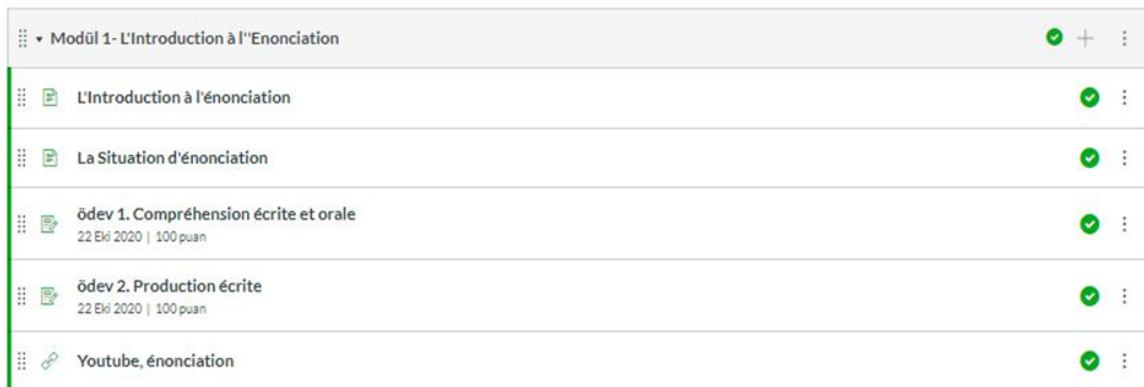 Modül 1- L'Introduction à l''Enonciation
L'Introduction à l'énonciation
La Situation d'énonciation
ödev 1. Compréhension écrite et orale
22 Eki 2020 | 100 puan
ödev 2. Production écrite
22 Eki 2020 | 100 puan
Youtube, énonciation